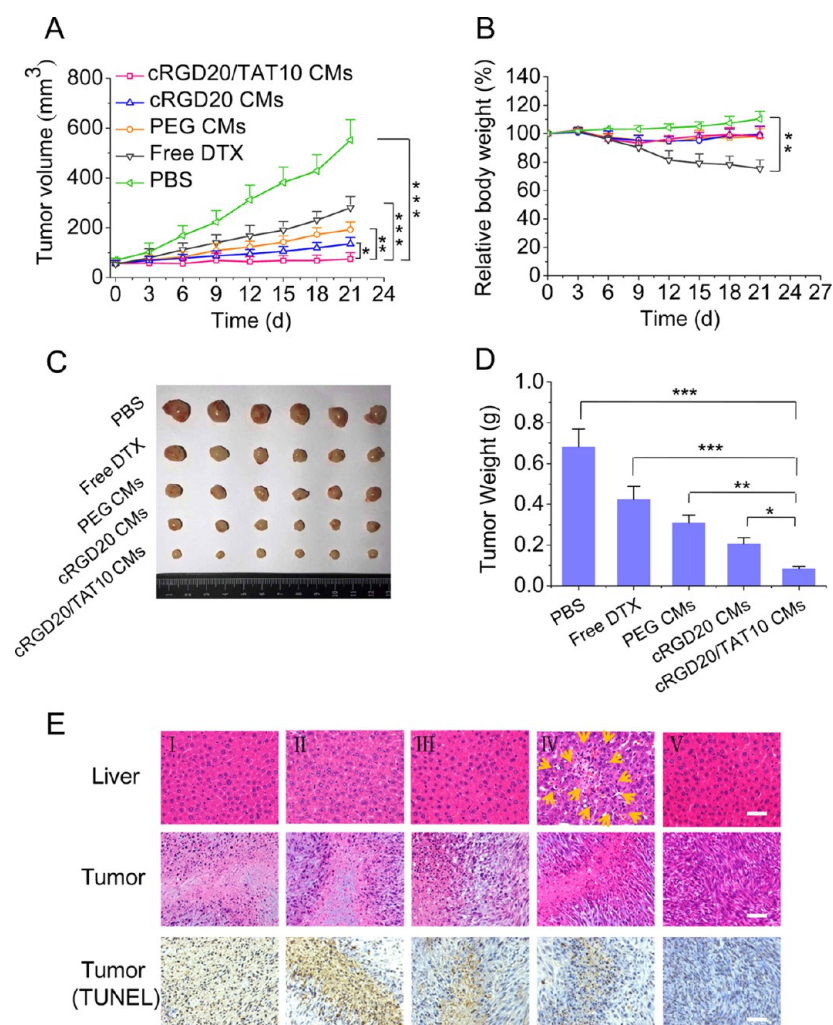 A
Tumor volume (mm³)
800
600
400
200
0
cRGD20/TAT10 CMs
cRGD20 CMs
PEG CMs
Free DTX
PBS
*
**
***
***
0 3 6 9 12 15 18 21 24
Time (d)
B
Relative body weight (%)
140
120
100
80
60
40
20
0
**
0 3 6 9 12 15 18 21 24 27
Time (d)
C
PBS
Free DTX
PEG CMs
cRGD20 CMs
cRGD20/TAT10 CMs
D
Tumor Weight (g)
1.0
0.8
0.6
0.4
0.2
0.0
***
***
**
*
PBS
Free DTX
PEG CMs
cRGD20 CMs
cRGD20/TAT10 CMs
E
I II III IV V
Liver
Tumor
Tumor
(TUNEL)